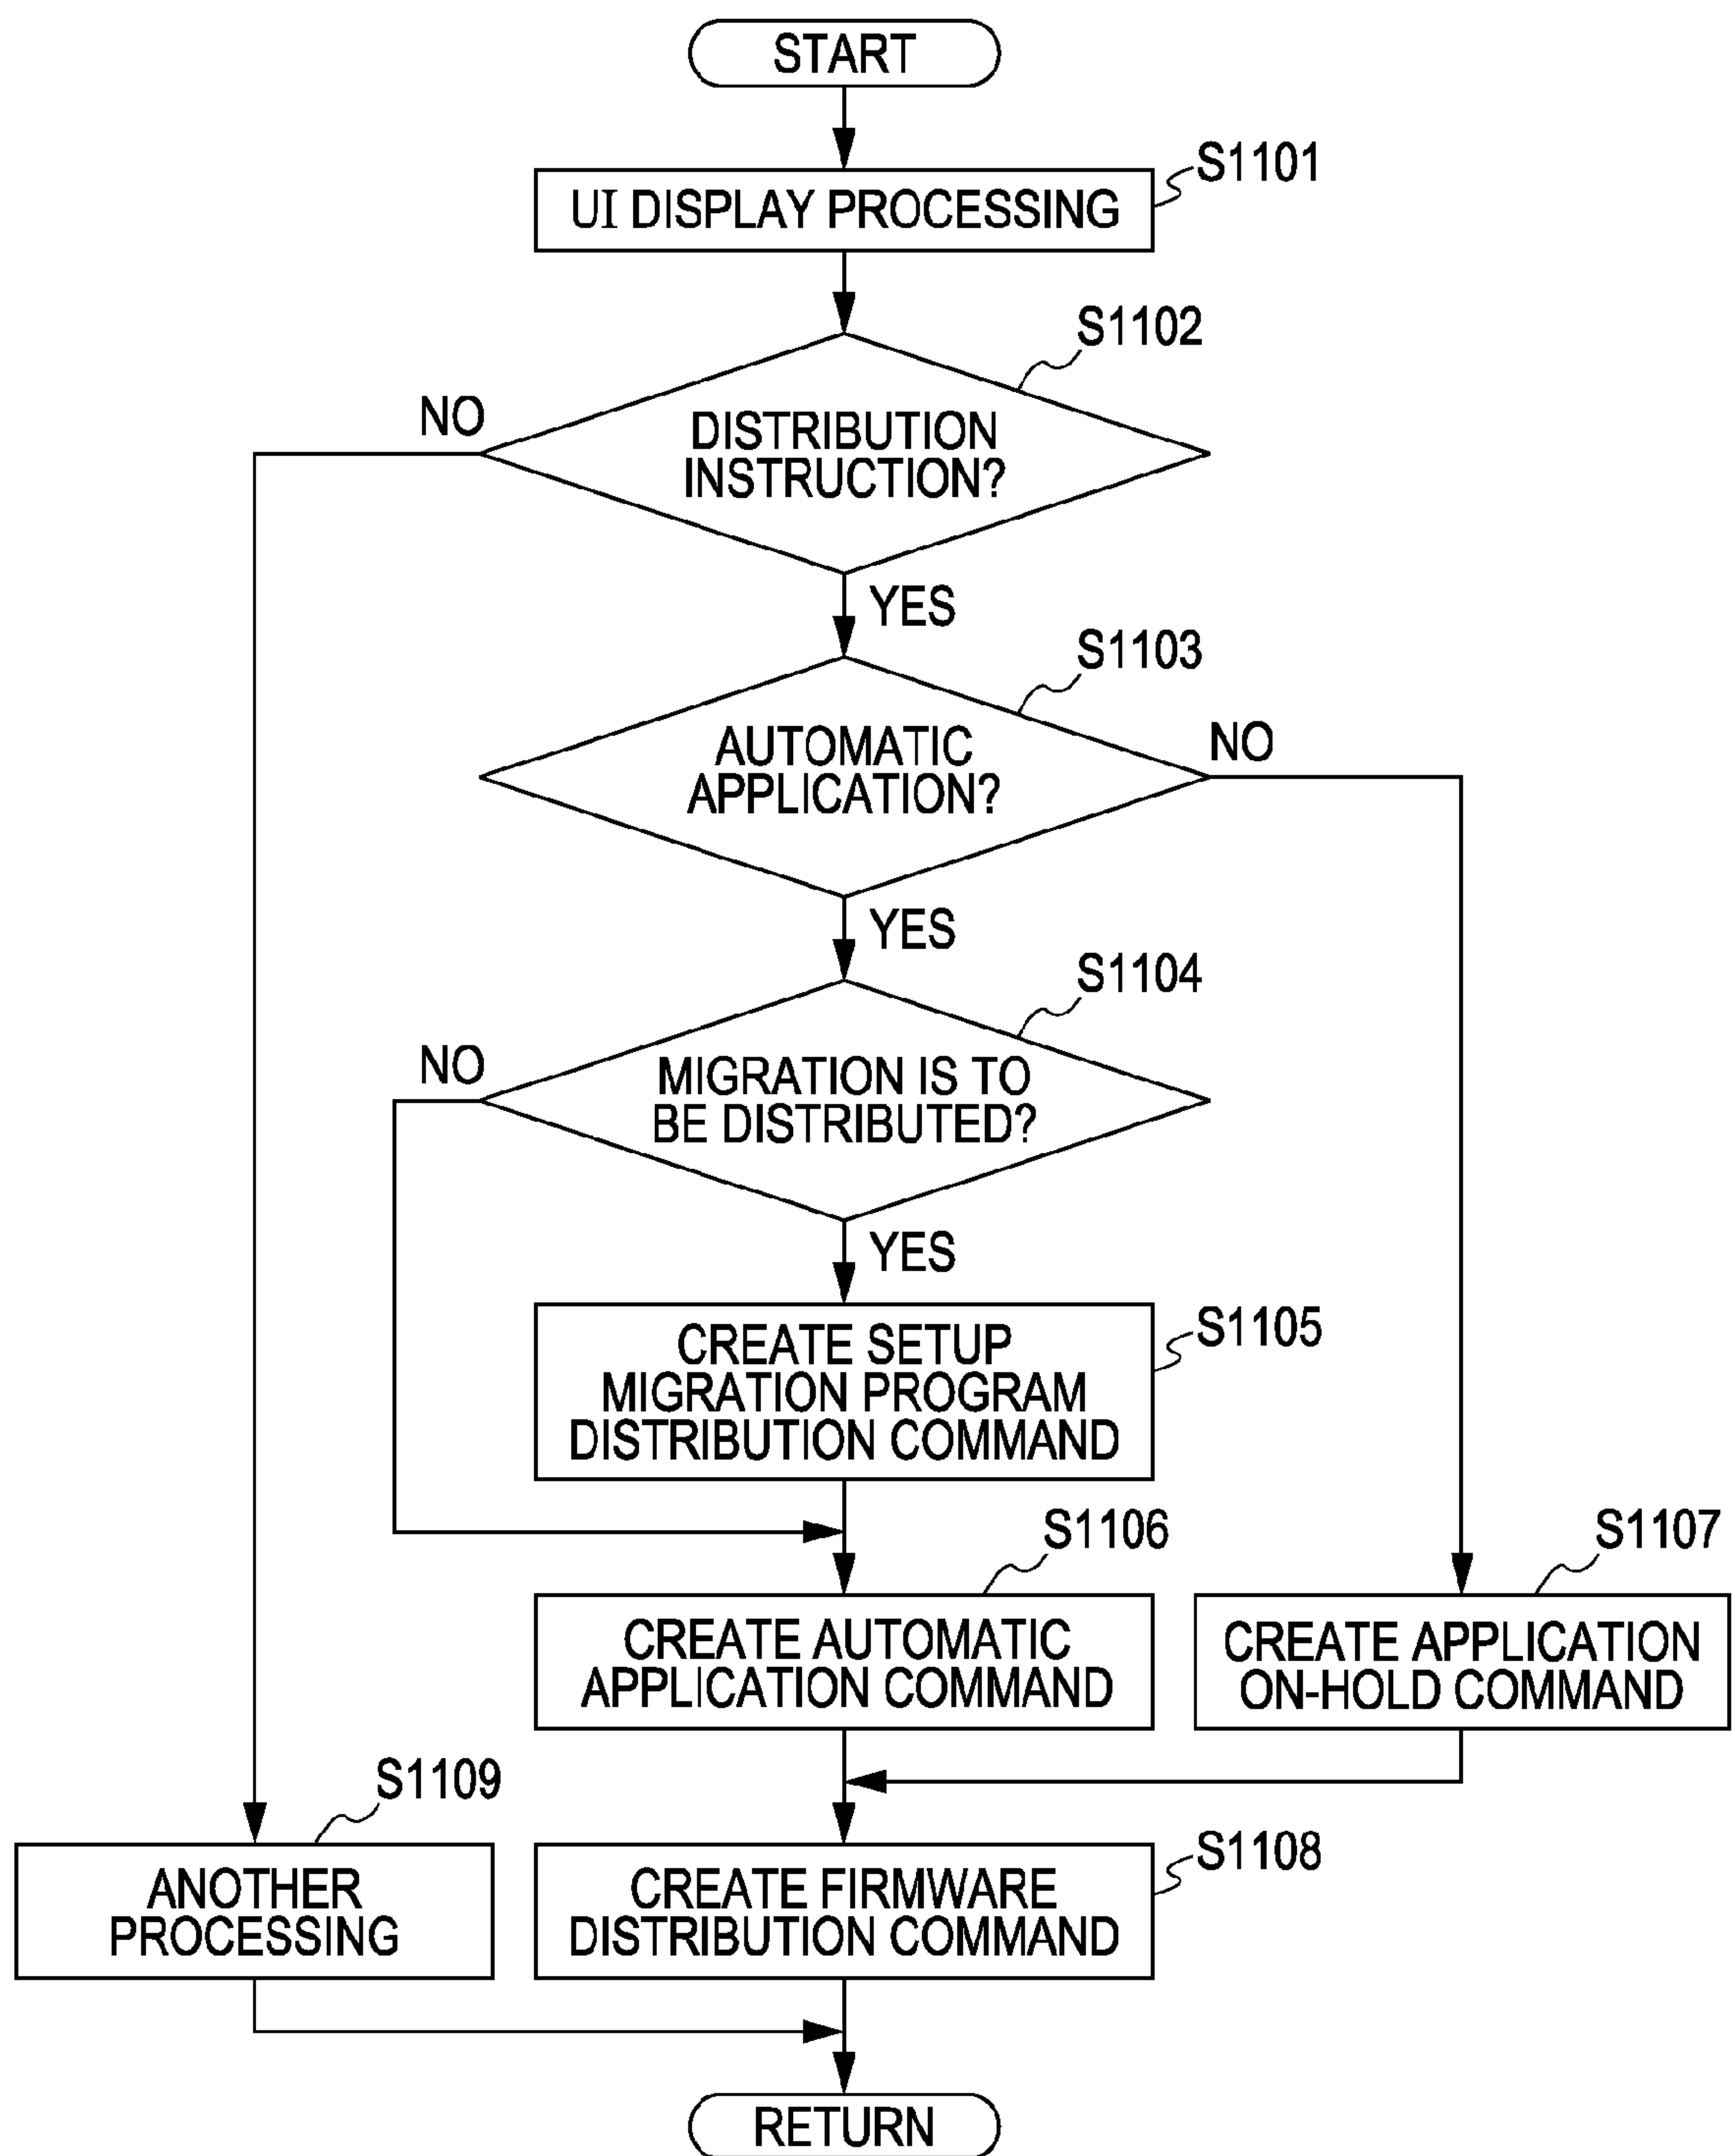 START
S1101
UI DISPLAY PROCESSING
S1102
NO
DISTRIBUTION
INSTRUCTION?
YES
S1103
AUTOMATIC
APPLICATION?
NO
YES
S1104
NO
MIGRATION IS TO
BE DISTRIBUTED?
YES
S1105
CREATE SETUP
MIGRATION PROGRAM
DISTRIBUTION COMMAND
S1106
S1107
CREATE AUTOMATIC
APPLICATION COMMAND
CREATE APPLICATION
ON-HOLD COMMAND
S1109
S1108
ANOTHER
PROCESSING
CREATE FIRMWARE
DISTRIBUTION COMMAND
RETURN